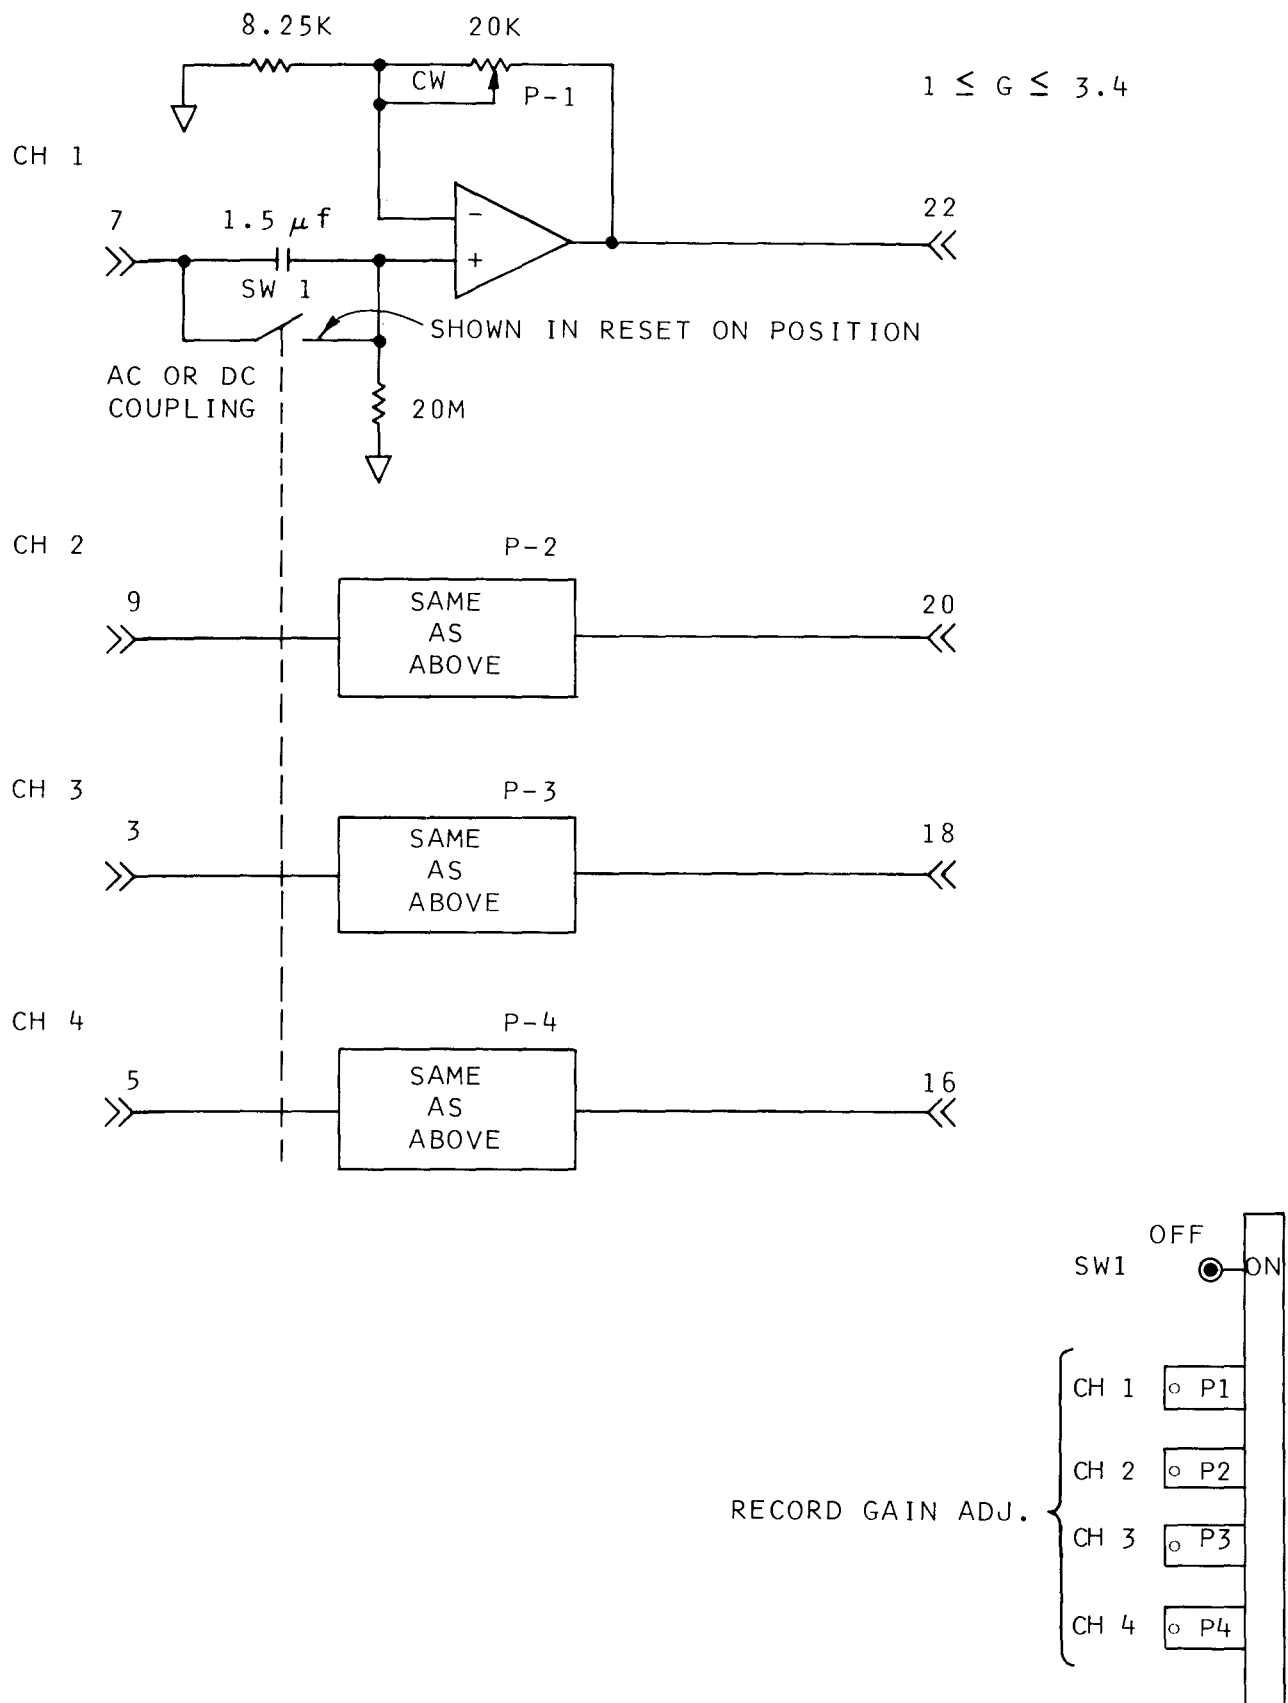 8.25K 20K
CW
P-1
1 ≤ G ≤ 3.4
CH 1
7
1.5 μf
22
-
+
SW 1
SHOWN IN RESET ON POSITION
AC OR DC
COUPLING
20M
CH 2
P-2
9
SAME
AS
ABOVE
20
CH 3
P-3
3
SAME
AS
ABOVE
18
CH 4
P-4
5
SAME
AS
ABOVE
16
OFF
SW1
ON
CH 1
P1
CH 2
P2
RECORD GAIN ADJ.
CH 3
P3
CH 4
P4